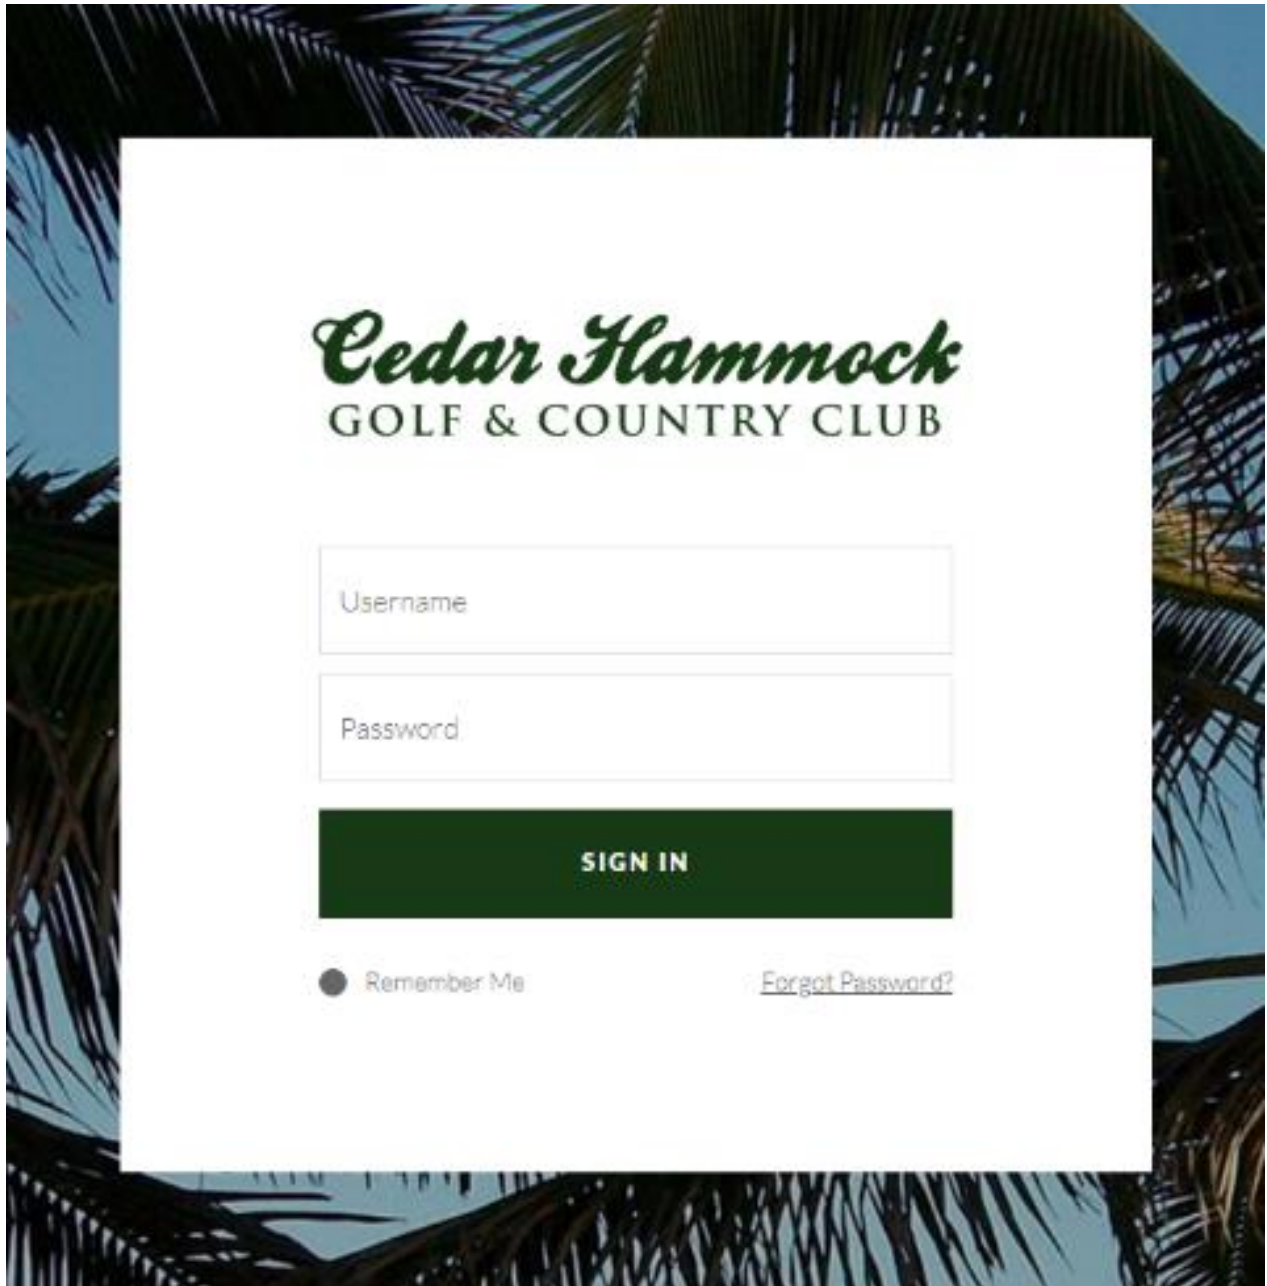 Cedar Hammock
GOLF & COUNTRY CLUB
Username
Password
SIGN IN
Remember Me
Forgot Password?